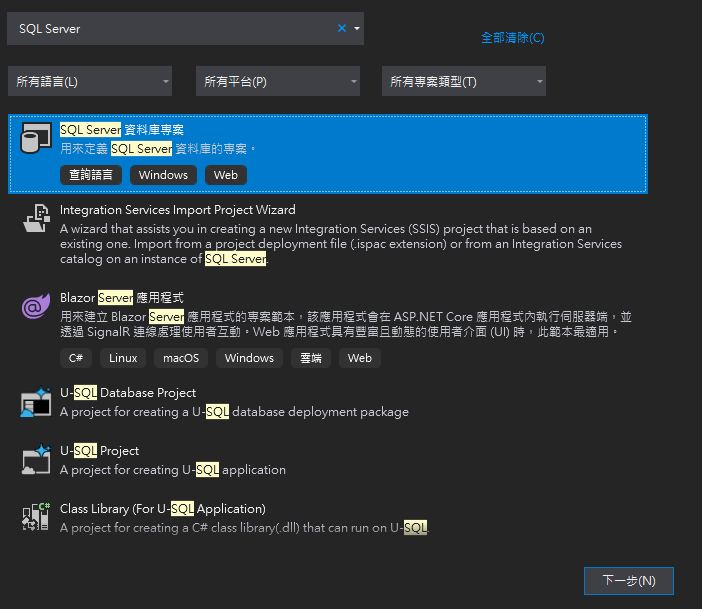 SQL Server
全部清除(C)
所有語言(L)
所有平台(P)
所有專案類型(T)
SQL Server 資料庫專案
用來定義 SQL Server 資料庫的專案。
查詢語言 Windows Web
Integration Services Import Project Wizard
A wizard that assists you in creating a new Integration Services (SSIS) project that is based on an
existing one. Import from a project deployment file (.ispac extension) or from an Integration Services
catalog on an instance of SQL Server.
Blazor Server 應用程式
用來建立 Blazor Server 應用程式的專案範本，該應用程式會在 ASP.NET Core 應用程式內執行伺服器端，並
透過 SignalR 連線處理使用者互動。Web 應用程式具有豐富且動態的使用者介面 (UI) 時，此範本最適用。
C# Linux macOS Windows 雲端 Web
U-SQL Database Project
A project for creating a U-SQL database deployment package
U-SQL Project
A project for creating U-SQL application
Class Library (For U-SQL Application)
A project for creating a C# class library(.dll) that can run on U-SQL.
下一步(N)